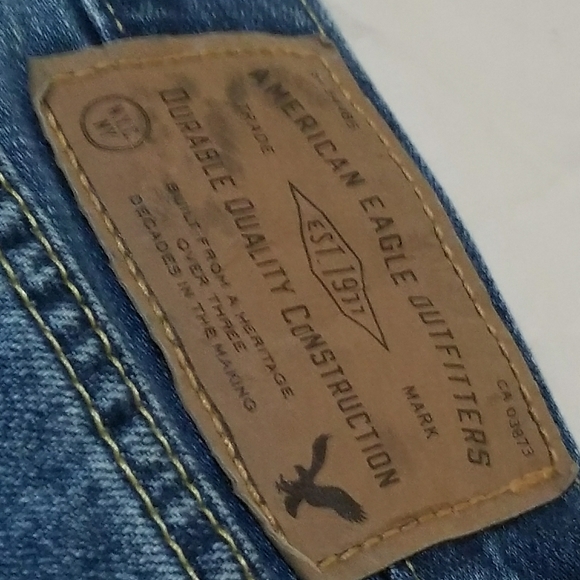 AMERICAN EAGLE OUTFITTERS
TRADE
MARK
EST. 1977
CA 03873
DURABLE QUALITY CONSTRUCTION
BUILT FROM A HERITAGE
OVER THREE
DECADES IN THE MAKING
N.Y.C